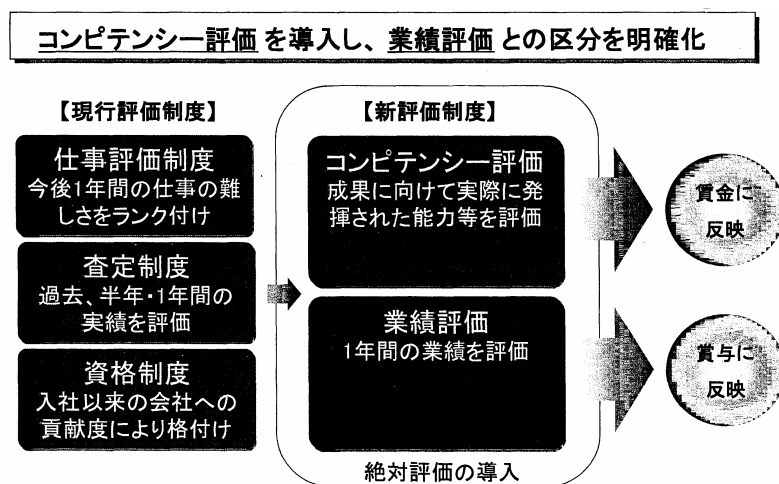 コンピテンシー評価 を導入し、業績評価 との区分を明確化
【現行評価制度】
仕事評価制度
今後1年間の仕事の難
しさをランク付け
査定制度
過去、半年・1年間の
実績を評価
資格制度
入社以来の会社への
貢献度により格付け
【新評価制度】
コンピテンシー評価
成果に向けて実際に発
揮された能力等を評価
業績評価
1年間の業績を評価
絶対評価の導入
賃金に
反映
賞与に
反映